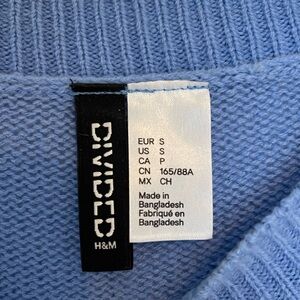 DIVIDED
H&M
EUR S
US S
CA P
CN 165/88A
MX CH
Made in
Bangladesh
Fabriqué en
Bangladesh